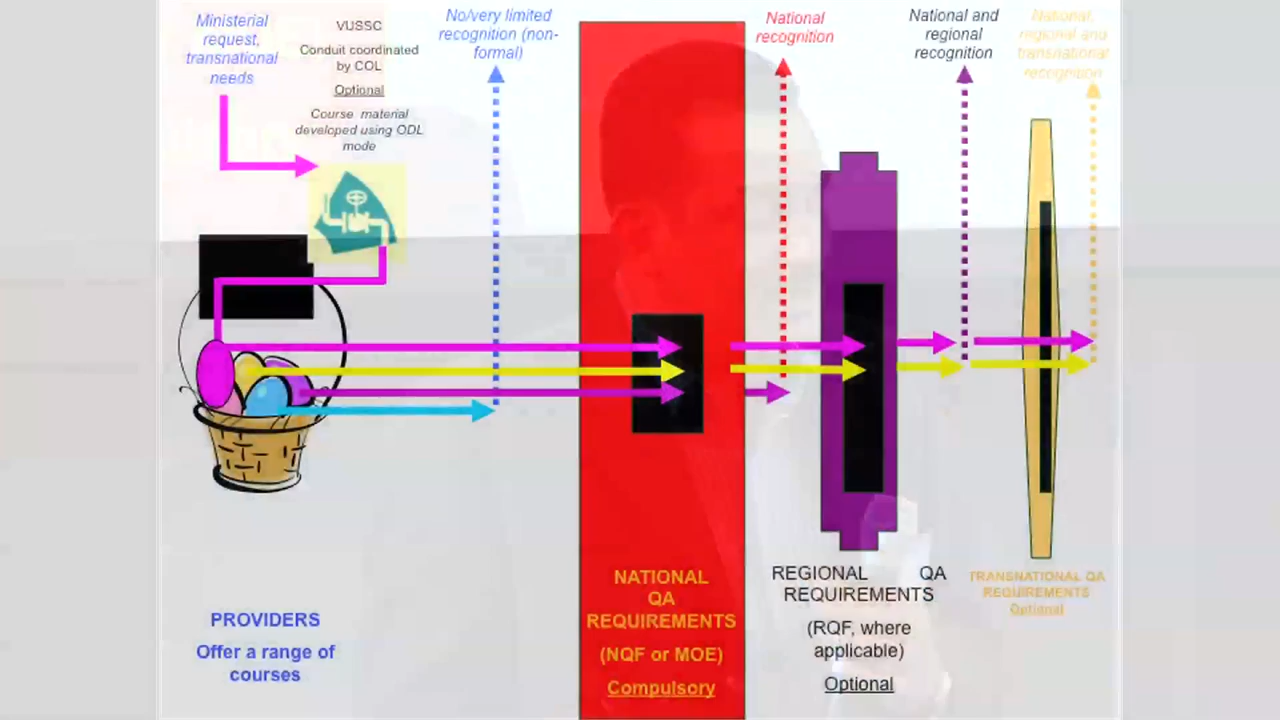 Ministerial
request,
transnational
needs
VUSSC
Conduit coordinated
by COL
Optional
Course material
developed using ODL
mode
No/very limited
recognition (non-
formal)
National
recognition
National and
regional
recognition
National,
regional and
transnational
recognition
PROVIDERS
Offer a range of
courses
NATIONAL
QA
REQUIREMENTS
(NQF or MOE)
Compulsory
REGIONAL QA
REQUIREMENTS
(RQF, where
applicable)
Optional
TRANSNATIONAL QA
REQUIREMENTS
Optional